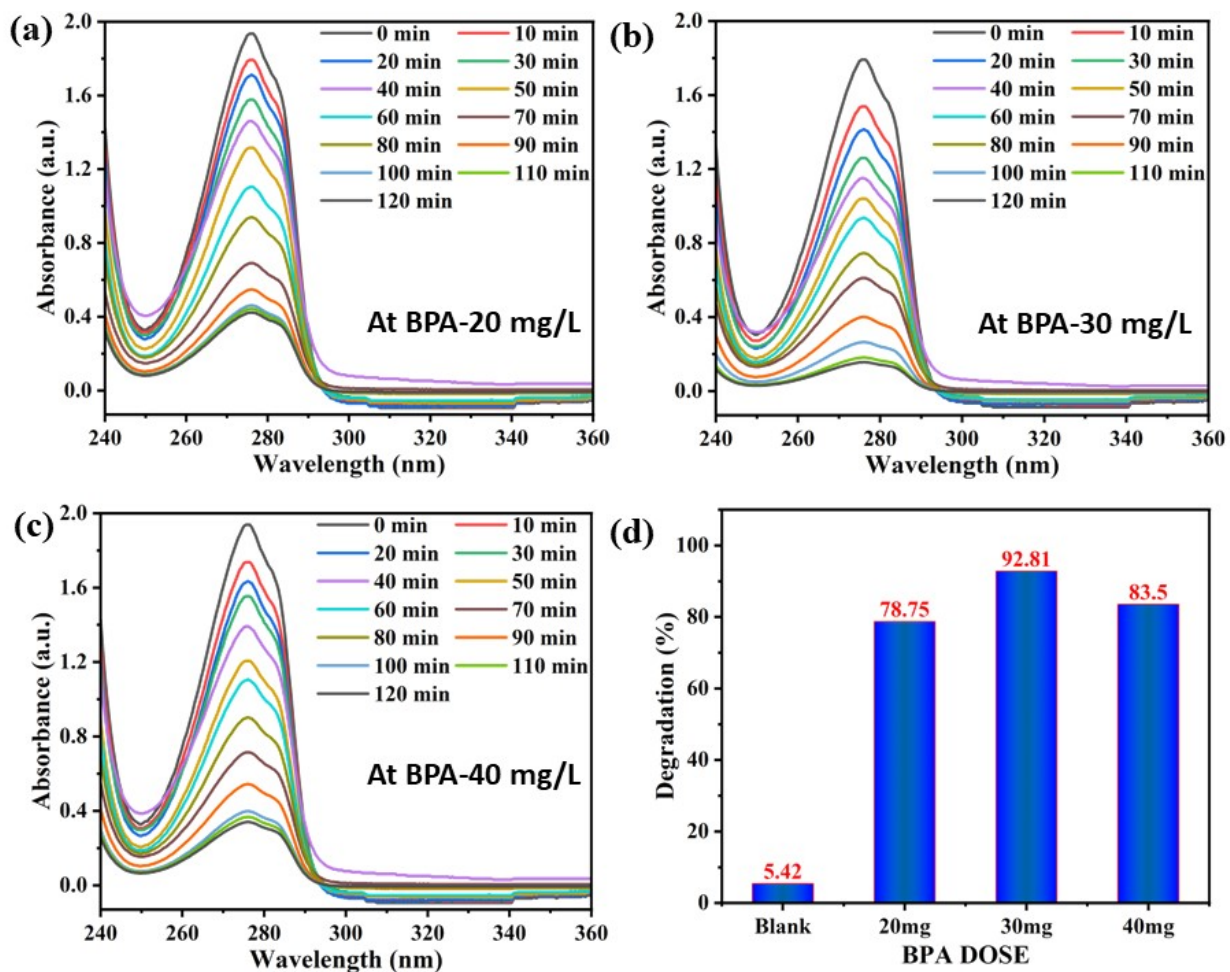 (a)
2.0
1.6
1.2
0.8
0.4
0.0
Absorbance (a.u.)
0 min 10 min
20 min 30 min
40 min 50 min
60 min 70 min
80 min 90 min
100 min 110 min
120 min
At BPA-20 mg/L
240 260 280 300 320 340 360
Wavelength (nm)
(b)
2.0
1.6
1.2
0.8
0.4
0.0
Absorbance (a.u.)
0 min 10 min
20 min 30 min
40 min 50 min
60 min 70 min
80 min 90 min
100 min 110 min
120 min
At BPA-30 mg/L
240 260 280 300 320 340 360
Wavelength (nm)
(c)
2.0
1.6
1.2
0.8
0.4
0.0
Absorbance (a.u.)
0 min 10 min
20 min 30 min
40 min 50 min
60 min 70 min
80 min 90 min
100 min 110 min
120 min
At BPA-40 mg/L
240 260 280 300 320 340 360
Wavelength (nm)
(d)
100
80
60
40
20
0
Degradation (%)
5.42
78.75
92.81
83.5
Blank 20mg 30mg 40mg
BPA DOSE